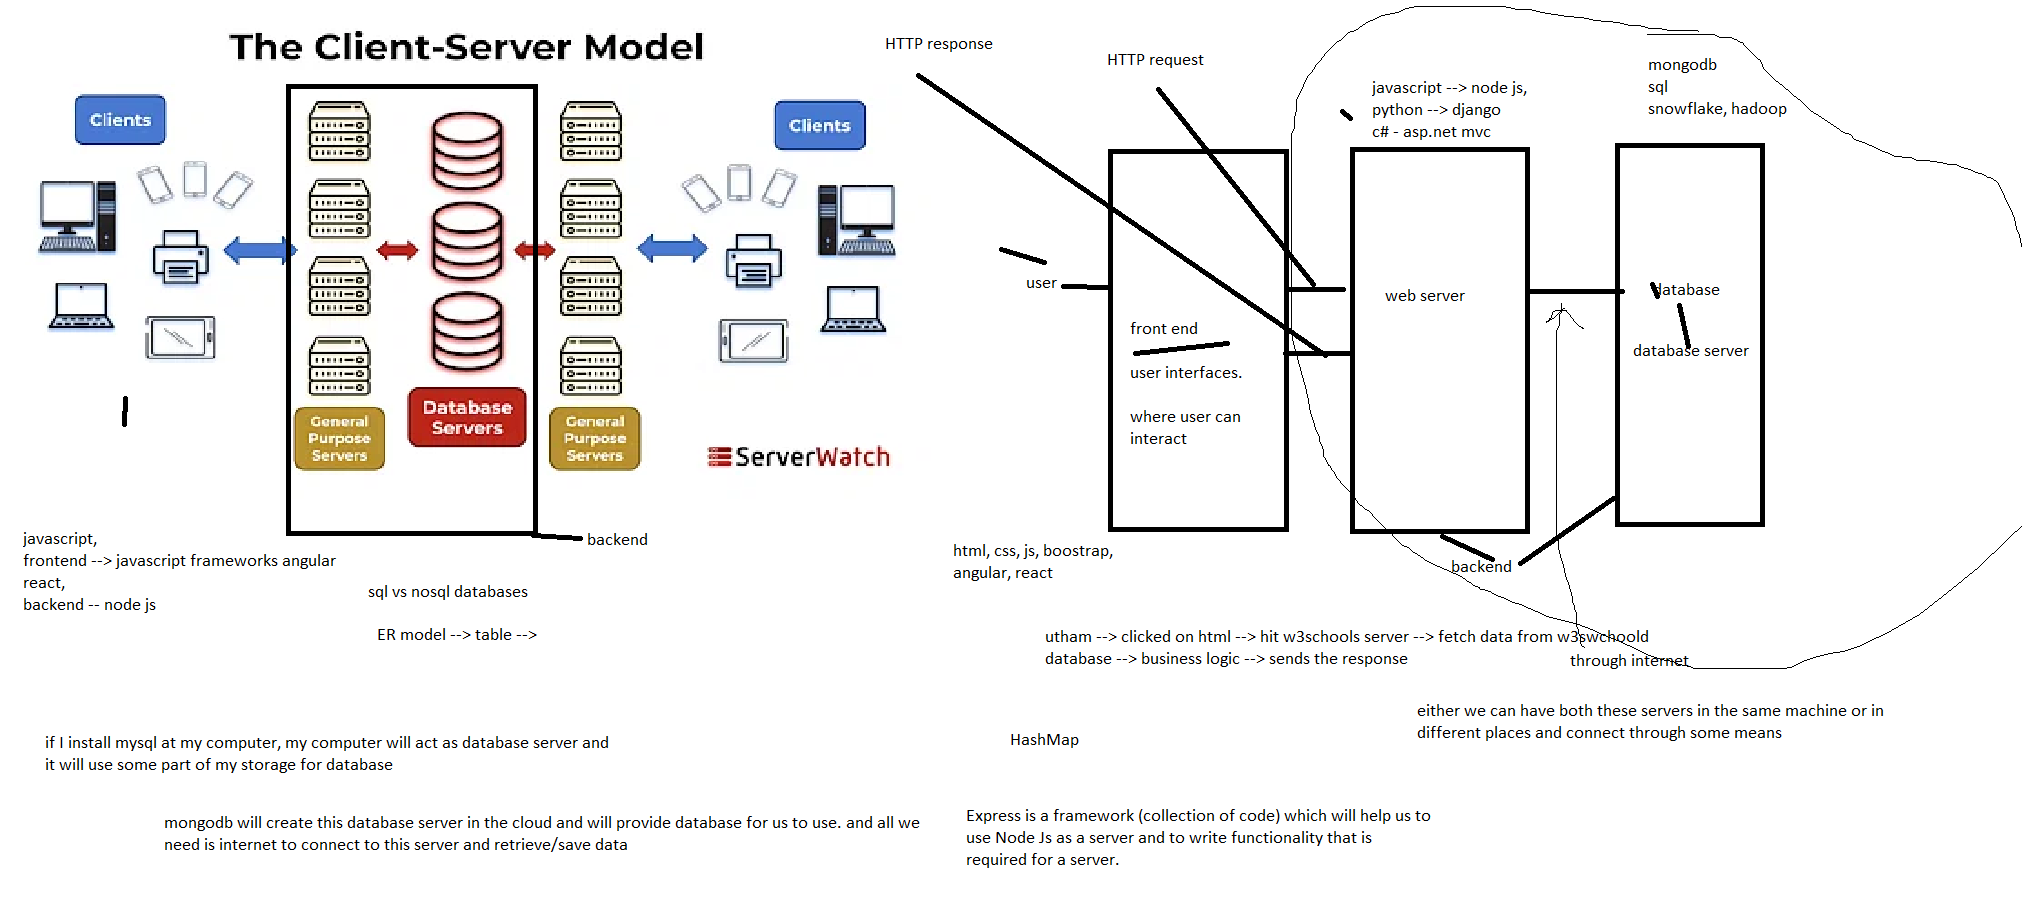 The Client-Server Model
Clients
Clients
General
Purpose
Servers
Database
Servers
General
Purpose
Servers
ServerWatch
backend
javascript,
frontend --> javascript frameworks angular
react,
backend -- node js
sql vs nosql databases
ER model --> table -->
if I install mysql at my computer, my computer will act as database server and
it will use some part of my storage for database
mongodb will create this database server in the cloud and will provide database for us to use. and all we
need is internet to connect to this server and retrieve/save data
HTTP response
HTTP request
javascript --> node js,
python --> django
c# - asp.net mvc
mongodb
sql
snowflake, hadoop
user
front end
user interfaces.
where user can
interact
web server
database
database server
html, css, js, boostrap,
angular, react
backend
utham --> clicked on html --> hit w3schools server --> fetch data from w3swchoold
database --> business logic --> sends the response
through internet
either we can have both these servers in the same machine or in
different places and connect through some means
HashMap
Express is a framework (collection of code) which will help us to
use Node Js as a server and to write functionality that is
required for a server.